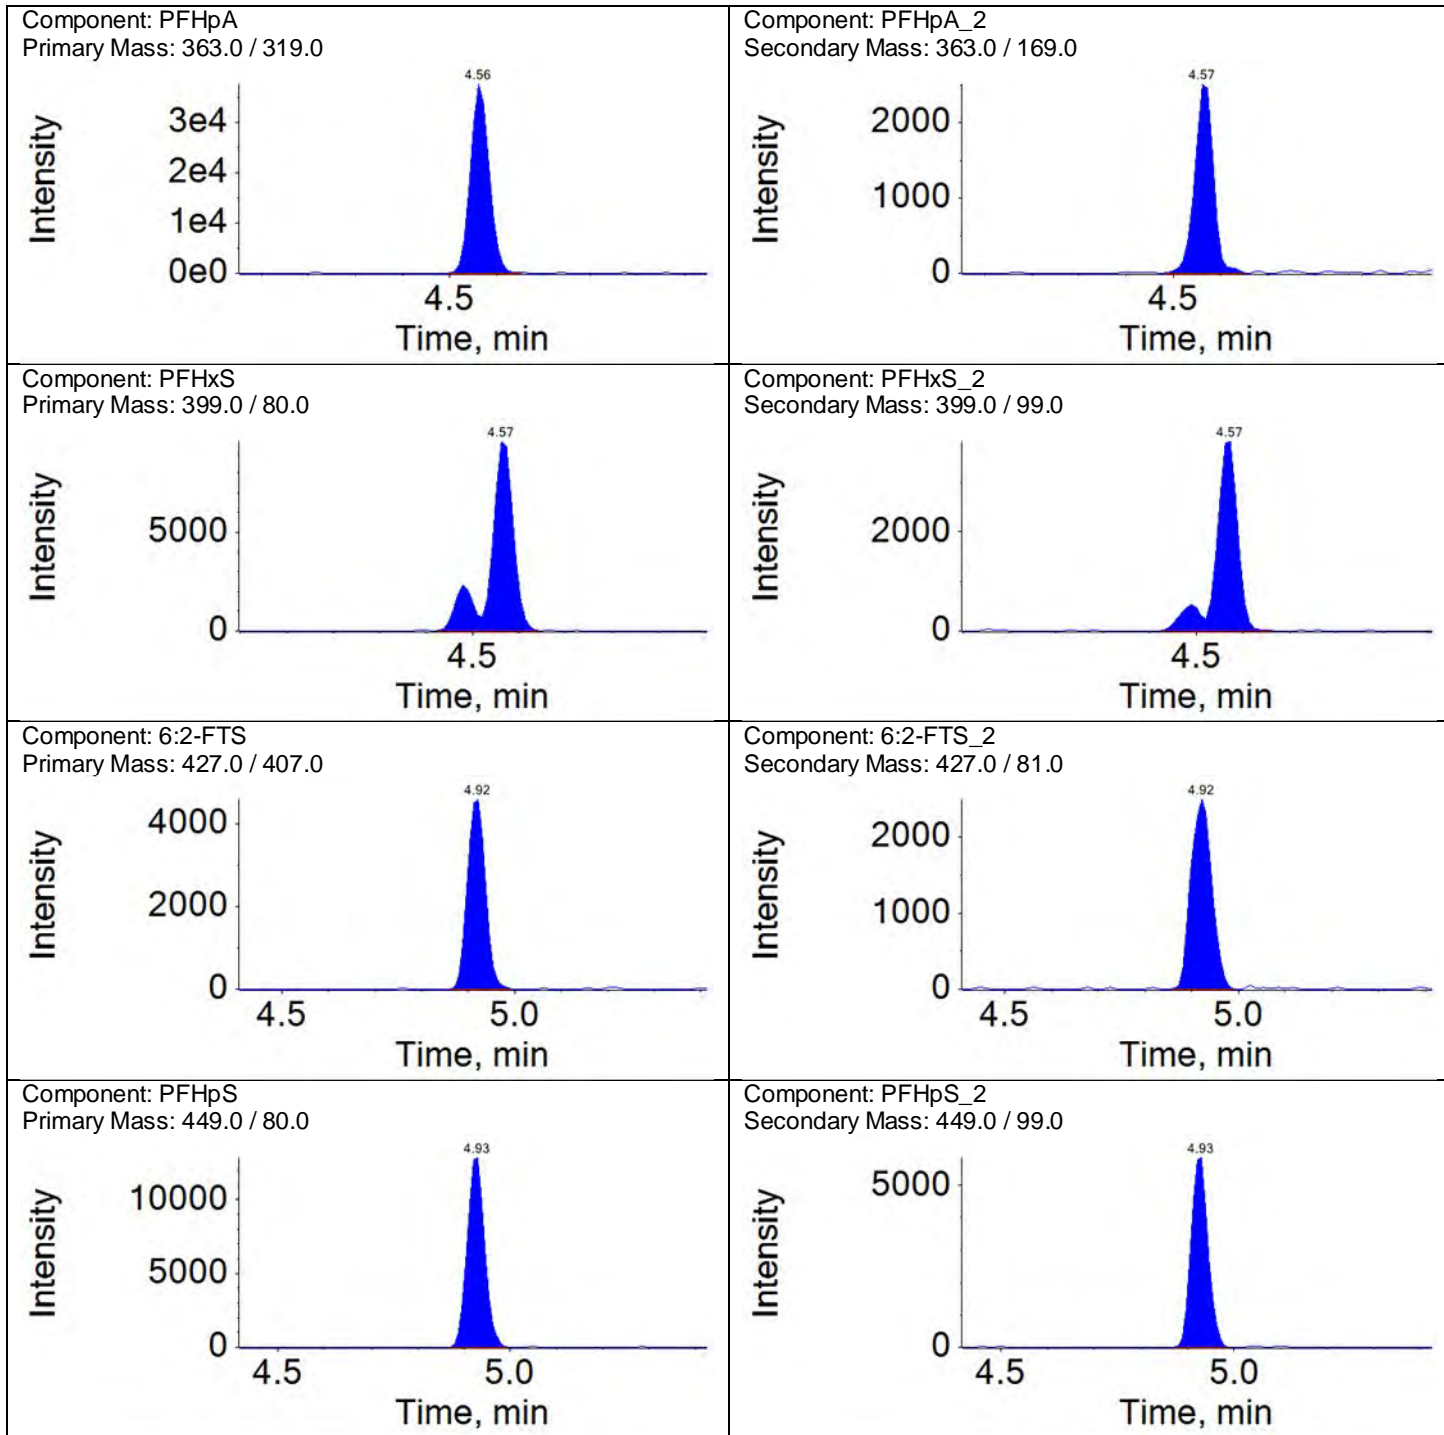 Component: PFHpA
Primary Mass: 363.0 / 319.0
4.56
Intensity
3e4
2e4
1e4
0e0
4.5
Time, min
Component: PFHpA_2
Secondary Mass: 363.0 / 169.0
4.57
Intensity
2000
1000
0
4.5
Time, min
Component: PFHxS
Primary Mass: 399.0 / 80.0
4.57
Intensity
5000
0
4.5
Time, min
Component: PFHxS_2
Secondary Mass: 399.0 / 99.0
4.57
Intensity
2000
0
4.5
Time, min
Component: 6:2-FTS
Primary Mass: 427.0 / 407.0
4.92
Intensity
4000
2000
0
4.5 5.0
Time, min
Component: 6:2-FTS_2
Secondary Mass: 427.0 / 81.0
4.92
Intensity
2000
1000
0
4.5 5.0
Time, min
Component: PFHpS
Primary Mass: 449.0 / 80.0
4.93
Intensity
10000
5000
0
4.5 5.0
Time, min
Component: PFHpS_2
Secondary Mass: 449.0 / 99.0
4.93
Intensity
5000
0
4.5 5.0
Time, min